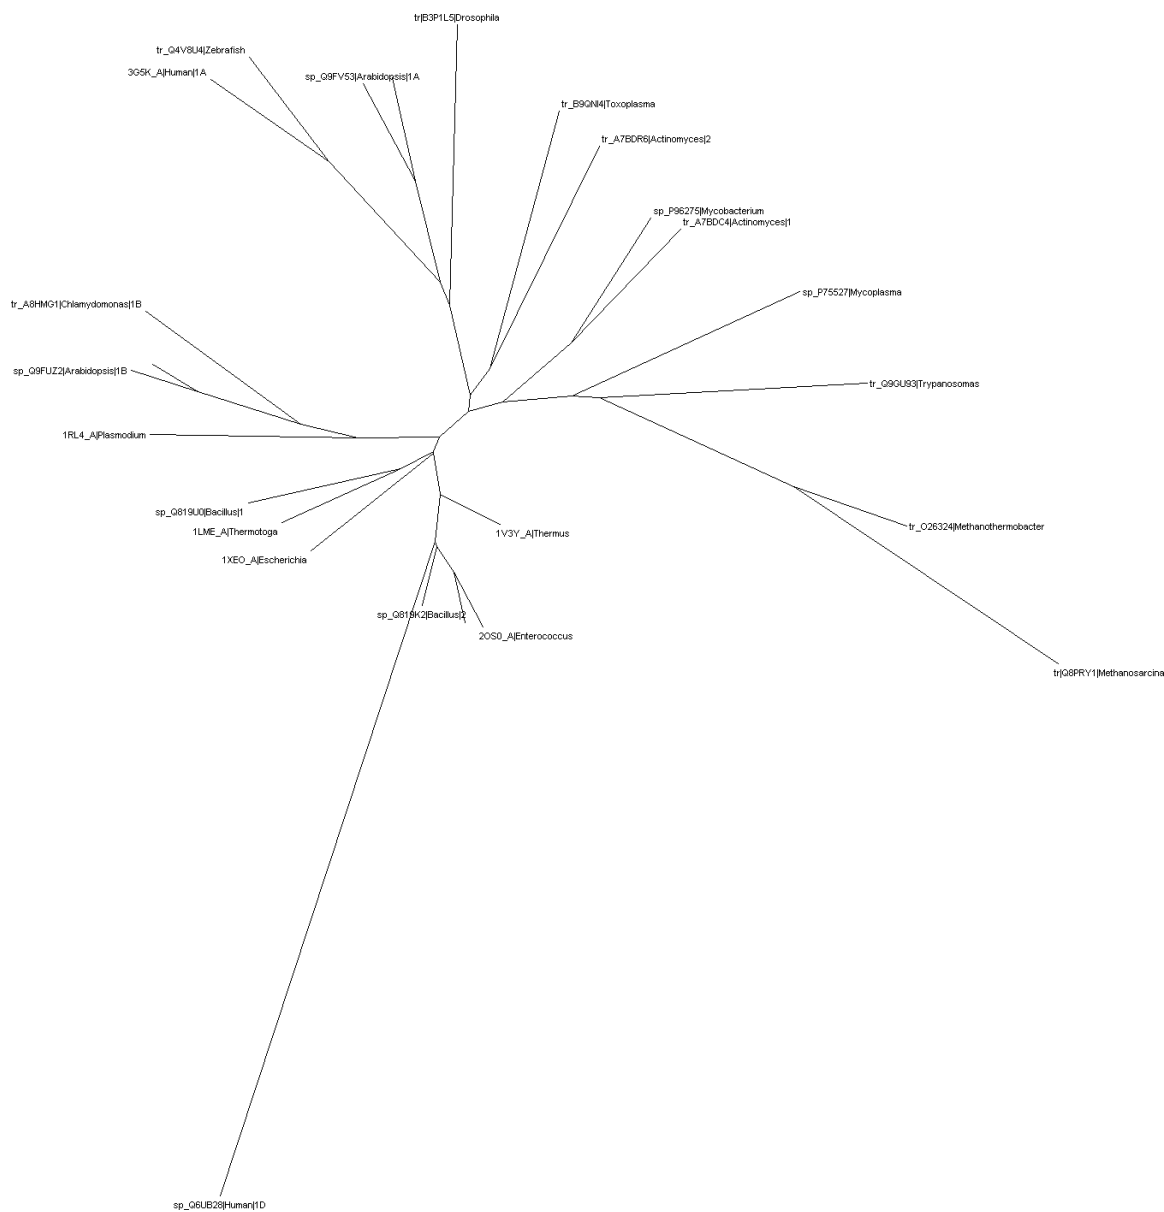 tr|B3P1L5|Drosophila
tr_Q4V8U4|Zebrafish
3G5K_A|Human|1A
sp_Q9FV53|Arabidopsis|1A
tr_B9QNI4|Toxoplasma
tr_A7BDR6|Actinomyces|2
sp_P96275|Mycobacterium
tr_A7BDC4|Actinomyces|1
sp_P75527|Mycoplasma
tr_A8HMG1|Chlamydomonas|1B
sp_Q9FUZ2|Arabidopsis|1B
tr_Q9GU93|Trypanosomas
1RL4_A|Plasmodium
sp_Q819U0|Bacillus|1
1LME_A|Thermotoga
1V3Y_A|Thermus
tr_O26324|Methanothermobacter
1XEO_A|Escherichia
sp_Q819K2|Bacillus|2
2OS0_A|Enterococcus
tr|Q8PRY1|Methanosarcina
sp_Q6UB28|Human|1D